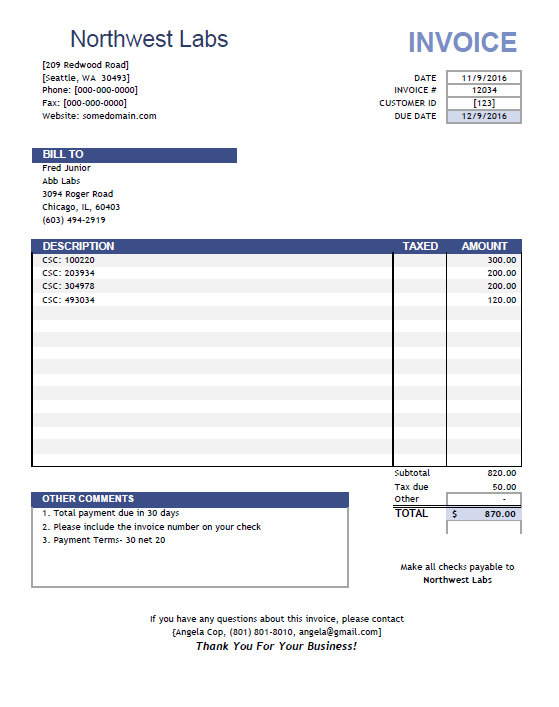 Northwest Labs
INVOICE
[209 Redwood Road]
[Seattle, WA  30493]
Phone: [000-000-0000]
Fax: [000-000-0000]
Website: somedomain.com
DATE 11/9/2016
INVOICE # 12034
CUSTOMER ID [123]
DUE DATE 12/9/2016
BILL TO
Fred Junior
Abb Labs
3094 Roger Road
Chicago, IL, 60403
(603) 494-2919
DESCRIPTION TAXED AMOUNT
CSC: 100220 300.00
CSC: 203934 200.00
CSC: 304978 200.00
CSC: 493034 120.00
Subtotal 820.00
Tax due 50.00
Other -
TOTAL $ 870.00
OTHER COMMENTS
1. Total payment due in 30 days
2. Please include the invoice number on your check
3. Payment Terms- 30 net 20
Make all checks payable to
Northwest Labs
If you have any questions about this invoice, please contact
{Angela Cop, (801) 801-8010, angela@gmail.com]
Thank You For Your Business!